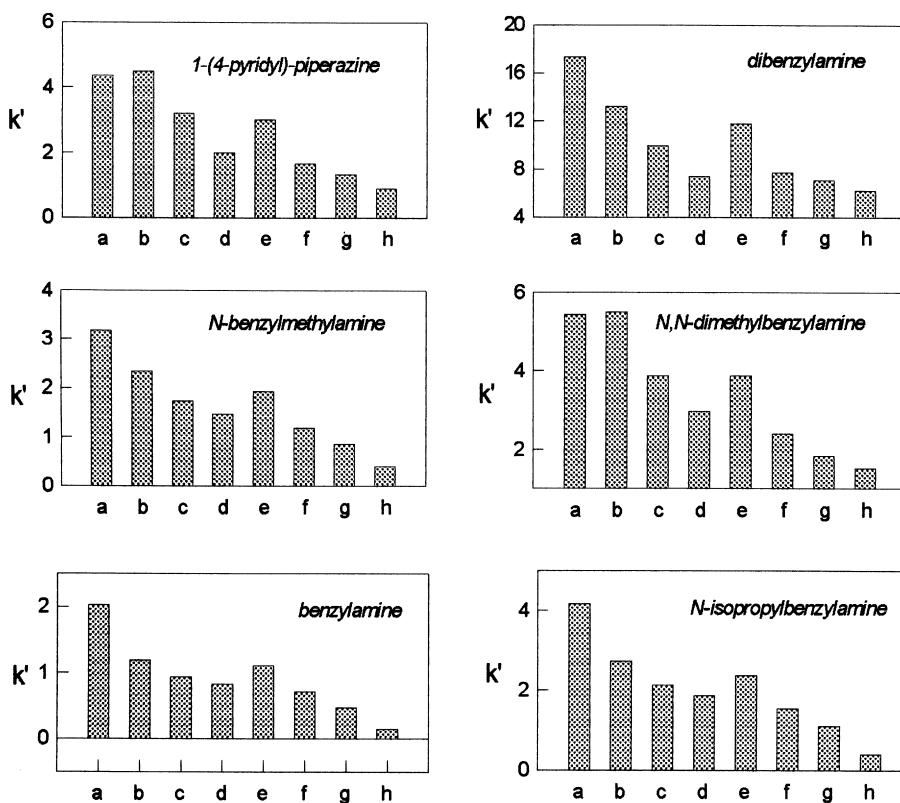 1-(4-pyridyl)-piperazine
k'
6
4
2
0
a b c d e f g h
dibenzylamine
k'
20
16
12
8
4
a b c d e f g h
N-benzylmethylamine
k'
4
3
2
1
0
a b c d e f g h
N,N-dimethylbenzylamine
k'
6
4
2
a b c d e f g h
benzylamine
k'
2
1
0
a b c d e f g h
N-isopropylbenzylamine
k'
4
2
0
a b c d e f g h